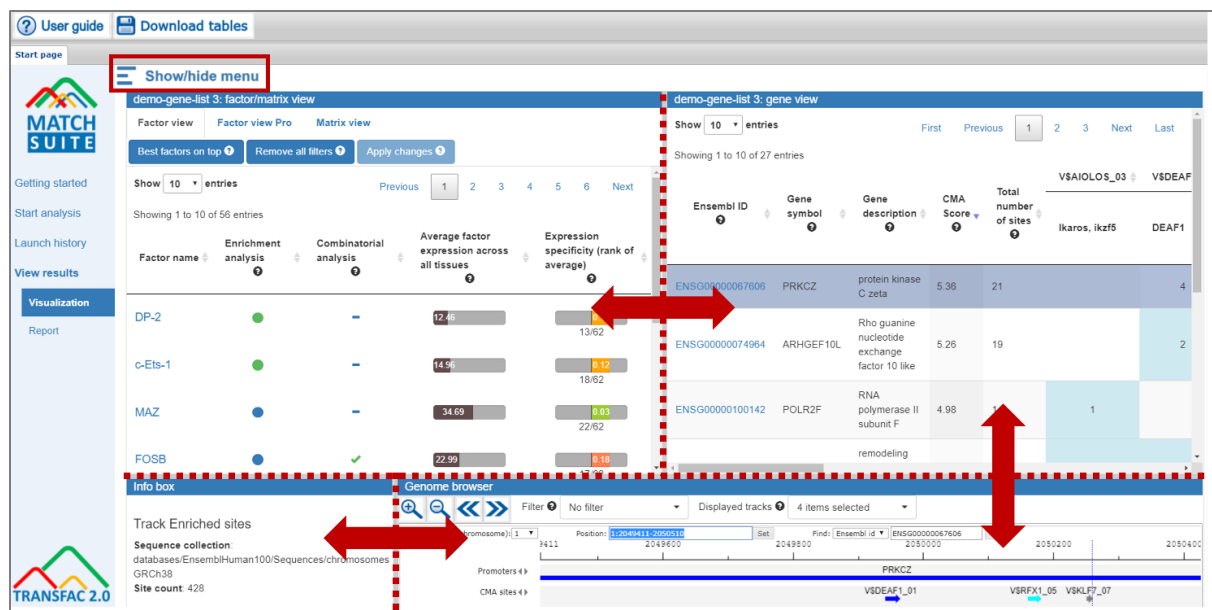 User guide Download tables
Start page
Show/hide menu
MATCH
SUITE
Getting started
Start analysis
Launch history
View results
Visualization
Report
TRANSFAC 2.0
demo-gene-list 3: factor/matrix view
Factor view Factor view Pro Matrix view
Best factors on top Remove all filters Apply changes
Show 10 entries
Previous 1 2 3 4 5 6 Next
Showing 1 to 10 of 56 entries
Factor name
Enrichment
analysis
Combinatorial
analysis
Average factor
expression across
all tissues
Expression
specificity (rank of
average)
DP-2 12.46 13/62
c-Ets-1 14.96 0.12
18/62
MAZ 34.69 0.03
22/62
FOSB 22.99 0.18
demo-gene-list 3: gene view
Show 10 entries
First Previous 1 2 3 Next Last
Showing 1 to 10 of 27 entries
Ensembl ID
Gene
symbol
Gene
description
CMA
Score
Total
number
of sites
V$AIOLOS_03 V$DEAF
Ikaros, ikzf5 DEAF1
ENSG00000067606 PRKCZ
protein kinase
C zeta
5.36 21 4
ENSG00000074964 ARHGEF10L
Rho guanine
nucleotide
exchange
factor 10 like
5.26 19 2
ENSG00000100142 POLR2F
RNA
polymerase II
subunit F
4.98 1
remodeling
Info box
Track Enriched sites
Sequence collection:
databases/EnsemblHuman100/Sequences/chromosomes
GRCh38
Site count: 428
Genome browser
Filter No filter Displayed tracks 4 items selected
chromosome): 1 Position: 1:2049411-2050510 Set Find: Ensembl id ENSG00000067606
9411 2049600 2049800 2050000 2050200 2050400
Promoters PRKCZ
CMA sites V$DEAF1_01 V$RFX1_05 V$KLF7_07